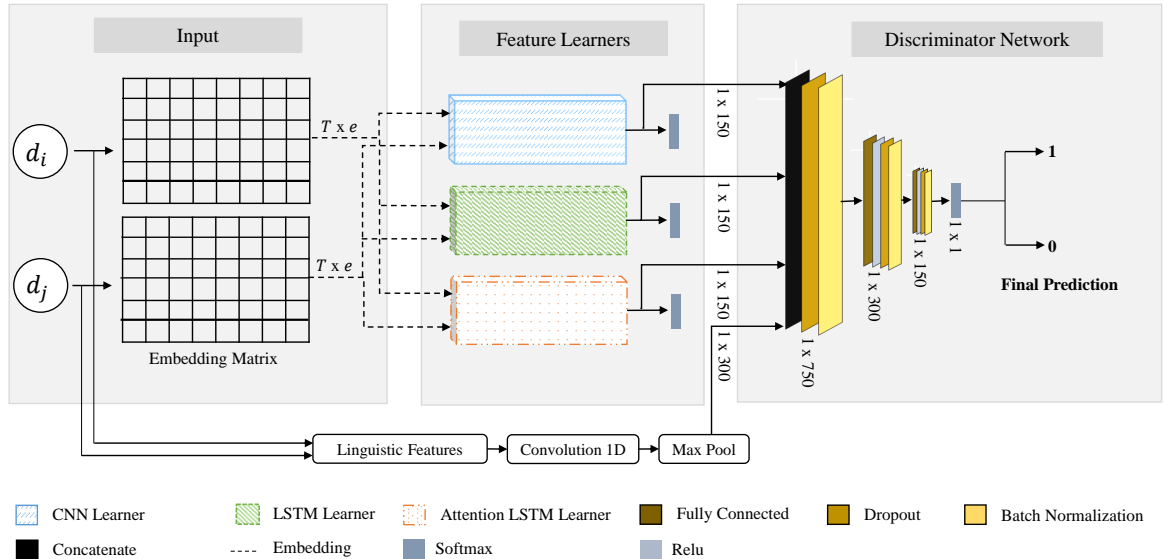 Input
Feature Learners
Discriminator Network
d_i
T x e
1 x 150
d_j
T x e
1 x 150
1 x 150
1 x 300
1 x 750
1 x 300
1 x 150
1 x 1
1
0
Final Prediction
Embedding Matrix
Linguistic Features
Convolution 1D
Max Pool
CNN Learner
LSTM Learner
Attention LSTM Learner
Fully Connected
Dropout
Batch Normalization
Concatenate
Embedding
Softmax
Relu